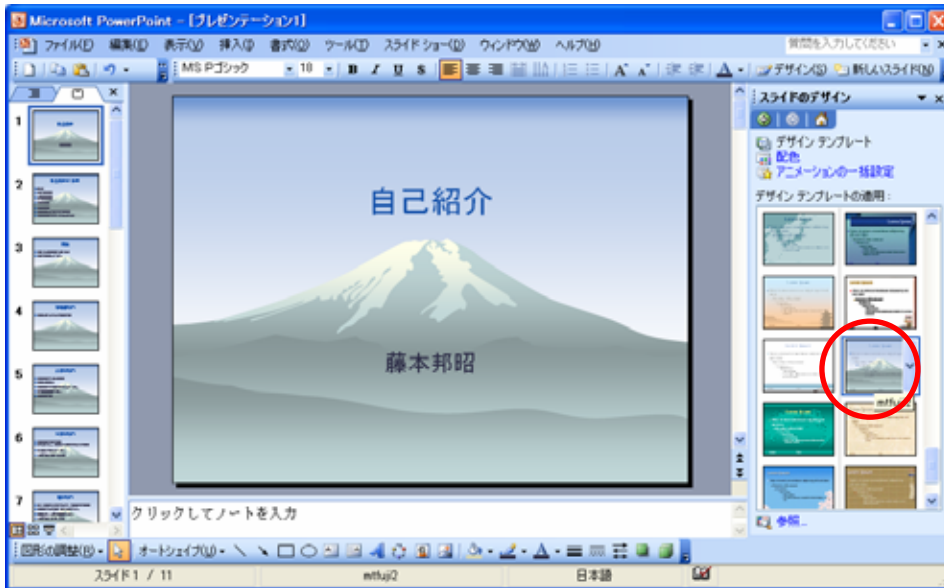 Microsoft PowerPoint - [プレゼンテーション1]
ファイル(F) 編集(E) 表示(V) 挿入(I) 書式(O) ツール(T) スライド ショー(D) ウィンドウ(W) ヘルプ(H) 質問を入力してください
MS Pゴシック 18 B I U S A A A デザイン(S) 新しいスライド(N)
スライドのデザイン
デザイン テンプレート
配色
アニメーションの一括設定
デザイン テンプレートの適用:
1
2
3
4
5
6
7
自己紹介
藤本邦昭
mtfuji
クリックしてノートを入力
参照...
図形の調整(R) オートシェイプ(U) A
スライド 1 / 11 mtfuji2 日本語